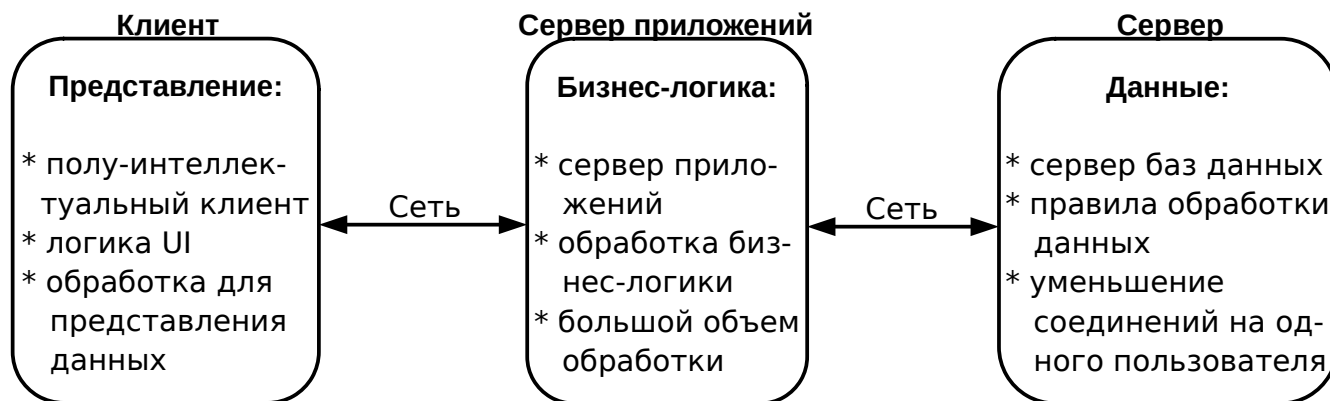 Клиент
Представление:
* полу-интеллек-
туальный клиент
* логика UI
* обработка для
представления
данных
Сеть
Сервер приложений
Бизнес-логика:
* сервер прило-
жений
* обработка биз-
нес-логики
* большой объем
обработки
Сеть
Сервер
Данные:
* сервер баз данных
* правила обработки
данных
* уменьшение
соединений на од-
ного пользователя